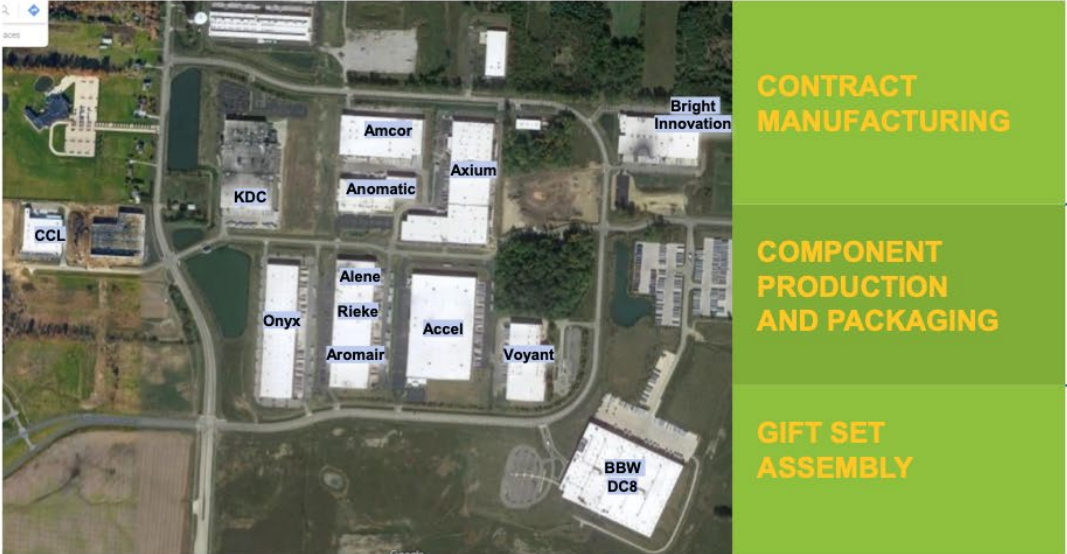 aces
Bright
Innovation
Amcor
Axium
Anomatic
KDC
CCL
Alene
Rieke
Aromair
Onyx
Accel
Voyant
BBW
DC8
CONTRACT
MANUFACTURING
COMPONENT
PRODUCTION
AND PACKAGING
GIFT SET
ASSEMBLY